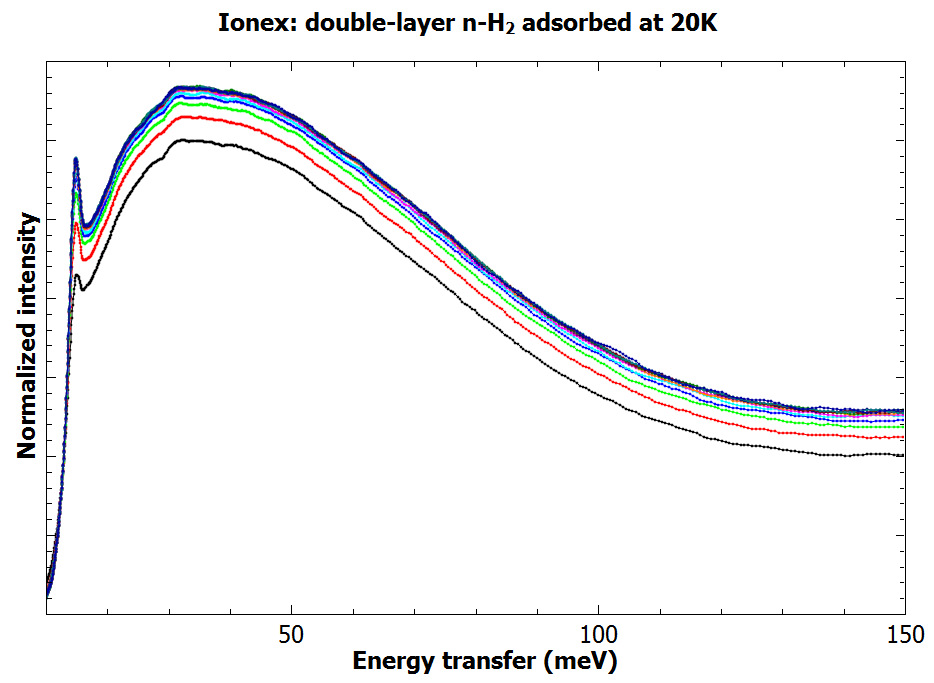 Ionex: double-layer n-H₂ adsorbed at 20K
Normalized intensity
50 100 150
Energy transfer (meV)